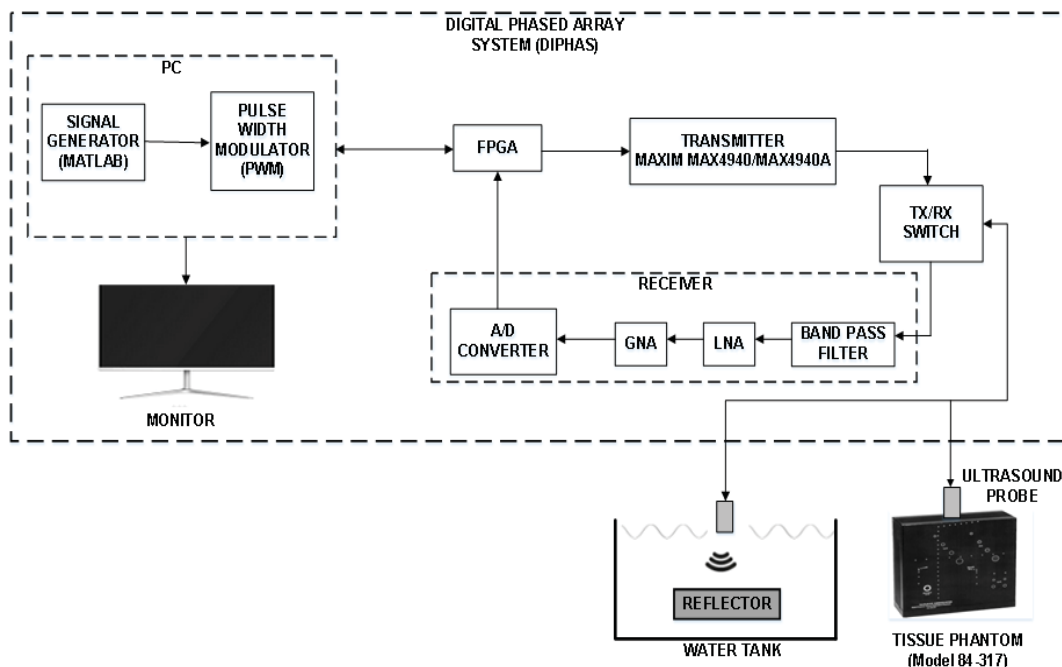 DIGITAL PHASED ARRAY
SYSTEM (DIPHAS)
PC
SIGNAL
GENERATOR
(MATLAB)
PULSE
WIDTH
MODULATOR
(PWM)
FPGA
TRANSMITTER
MAXIM MAX4940/MAX4940A
TX/RX
SWITCH
RECEIVER
A/D
CONVERTER
GNA
LNA
BAND PASS
FILTER
MONITOR
ULTRASOUND
PROBE
REFLECTOR
WATER TANK
TISSUE PHANTOM
(Model 84-317)